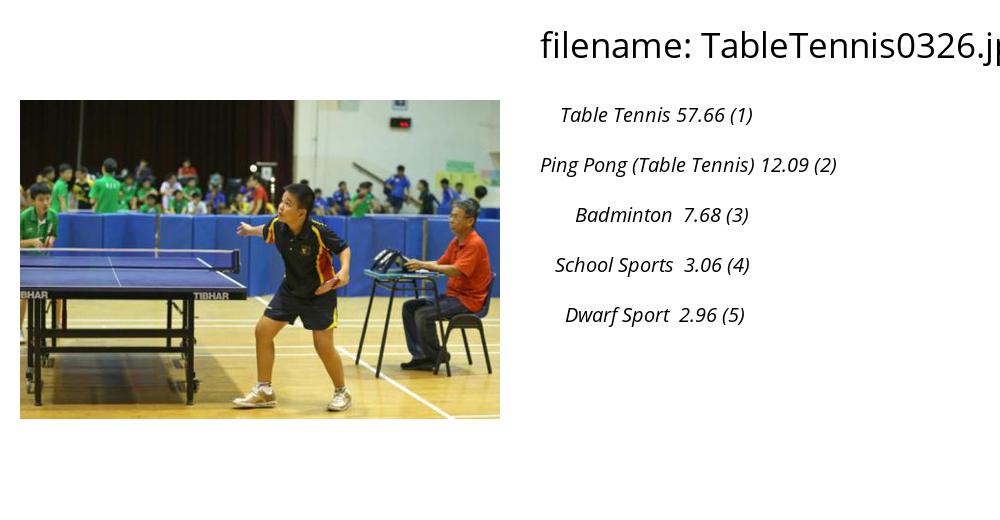 filename: TableTennis0326.jp
Table Tennis 57.66 (1)
Ping Pong (Table Tennis) 12.09 (2)
Badminton 7.68 (3)
School Sports 3.06 (4)
Dwarf Sport 2.96 (5)
BHAR TIBHAR